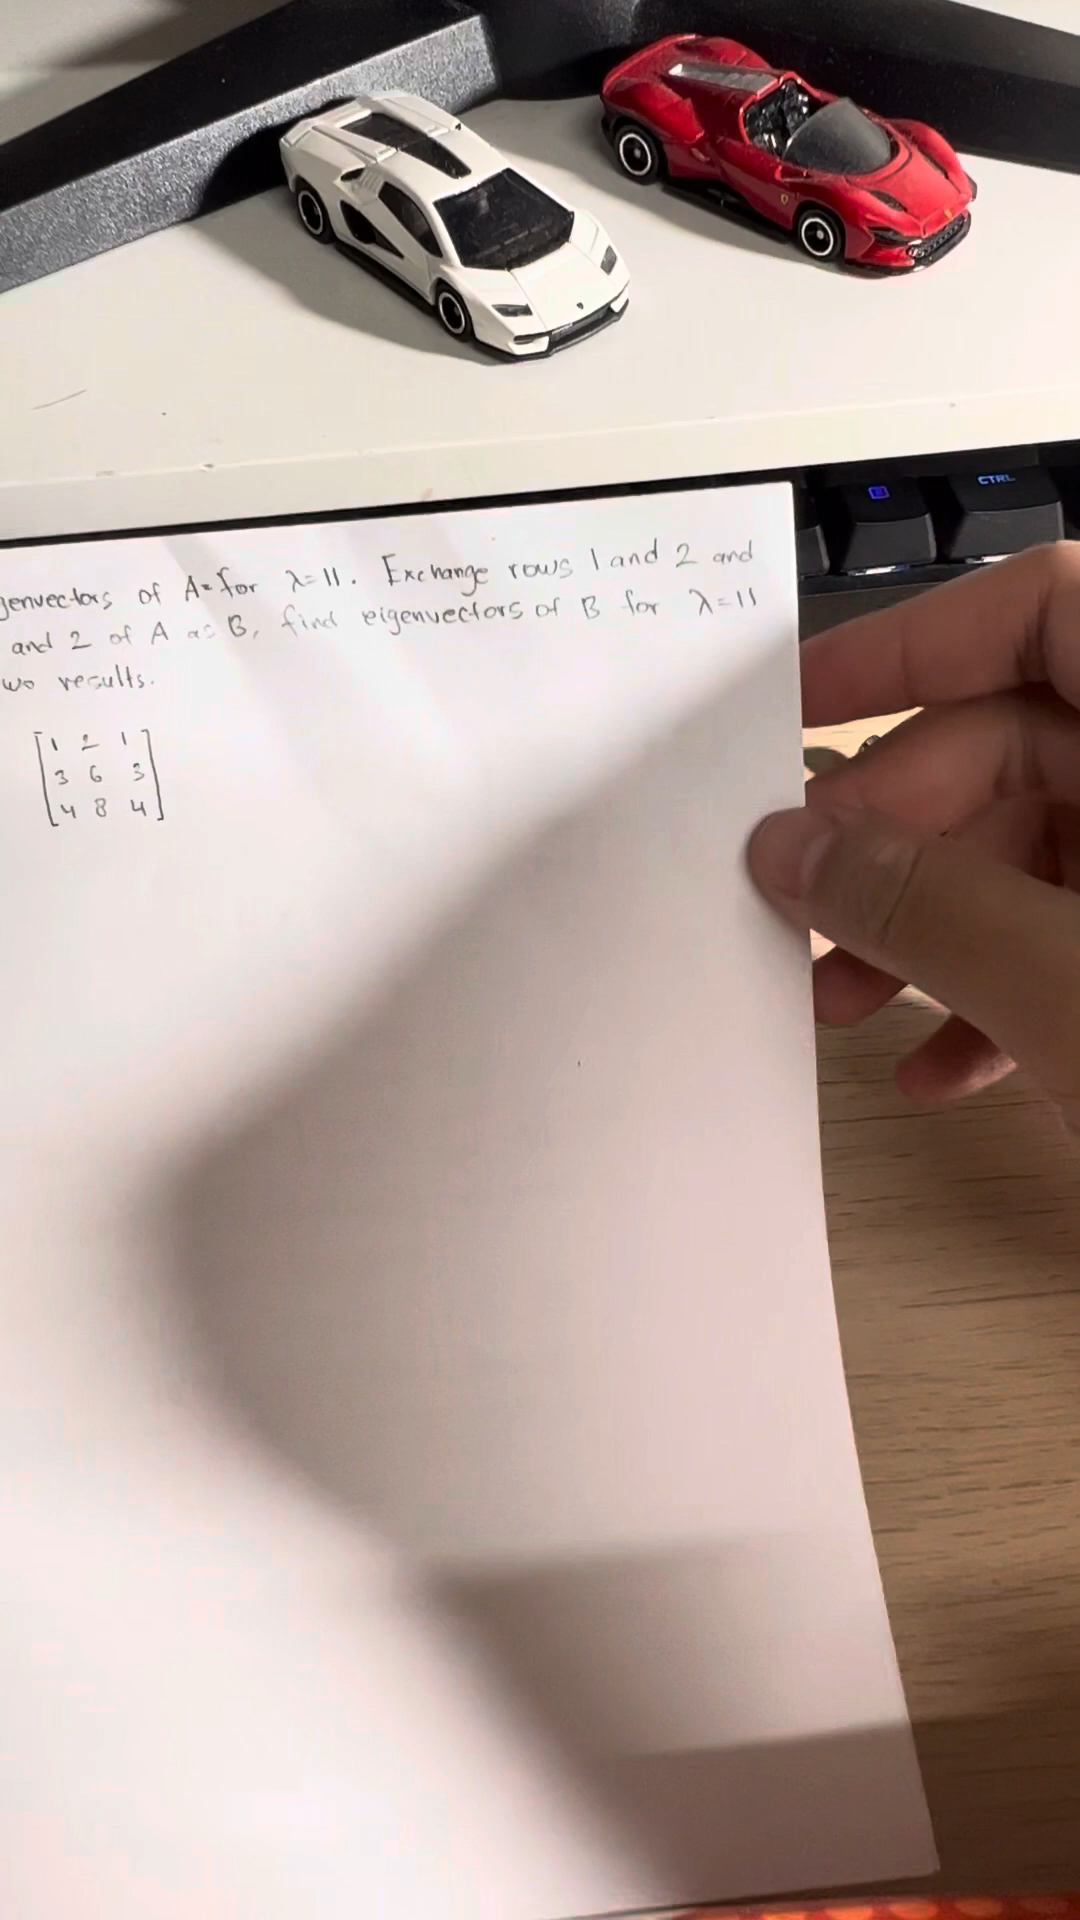 genvectors of A= for λ=11. Exchange rows 1 and 2 and
and 2 of A as B, find eigenvectors of B for λ=11
wo results.
1 2 1
3 6 3
4 8 4
CTRL